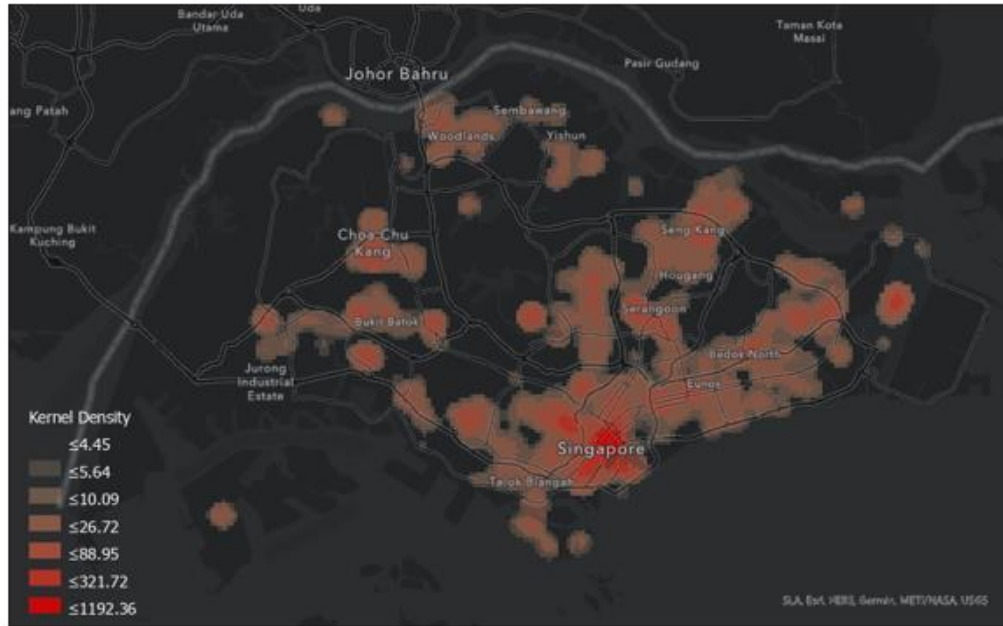 Bandar Uda
Utama
Uda
Taman Kota
Masai
Johor Bahru
Pasir Gudang
ang Patah
Sembawang
Woodlands
Yishun
Kampung Bukit
Kuching
Choa Chu
Kang
Seng Kang
Hougang
Serangoon
Bukit Batok
Bedok North
Jurong
Industrial
Estate
Eunos
Kernel Density
Singapore
≤4.45
≤5.64
Telok Blangah
≤10.09
≤26.72
≤88.95
≤321.72
≤1192.36
SLA, Esri, HERE, Garmin, METI/NASA, USGS